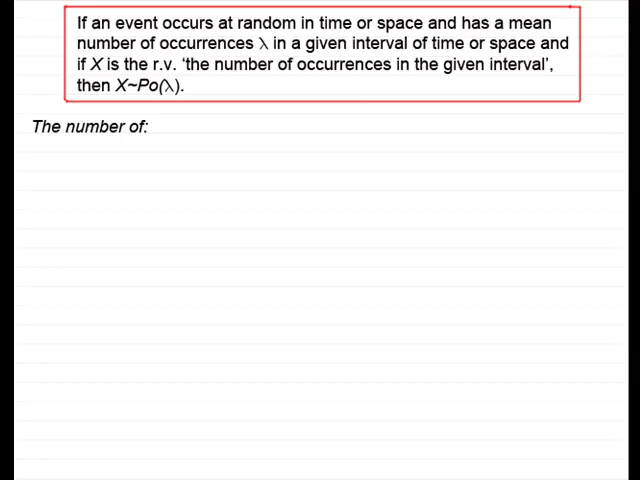 If an event occurs at random in time or space and has a mean
number of occurrences λ in a given interval of time or space and
if X is the r.v. ‘the number of occurrences in the given interval’,
then X~Po(λ).
The number of: